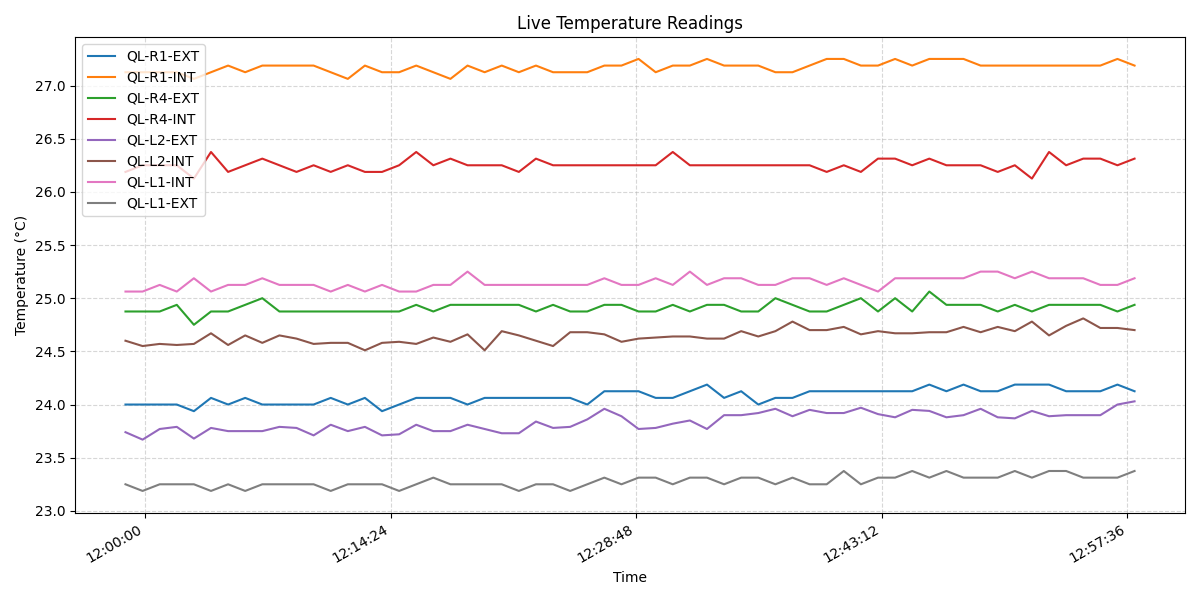 Live Temperature Readings
QL-R1-EXT
QL-R1-INT
QL-R4-EXT
QL-R4-INT
QL-L2-EXT
QL-L2-INT
QL-L1-INT
QL-L1-EXT
Temperature (°C)
27.0
26.5
26.0
25.5
25.0
24.5
24.0
23.5
23.0
12:00:00
12:14:24
12:28:48
12:43:12
12:57:36
Time